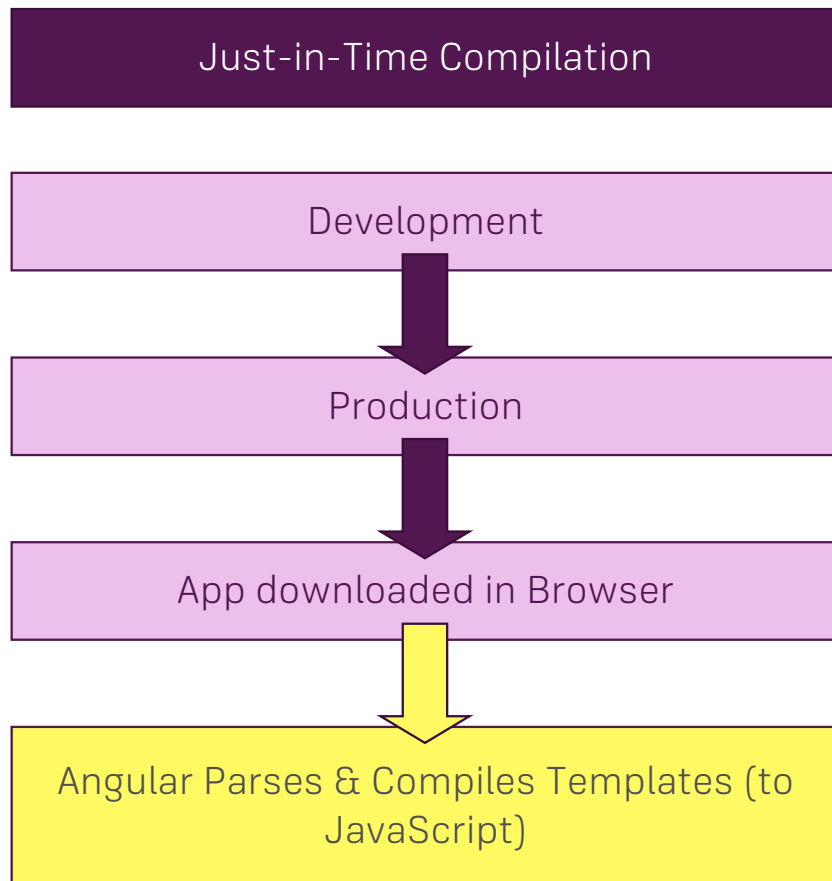 Just-in-Time Compilation
Development
Production
App downloaded in Browser
Angular Parses & Compiles Templates (to
JavaScript)